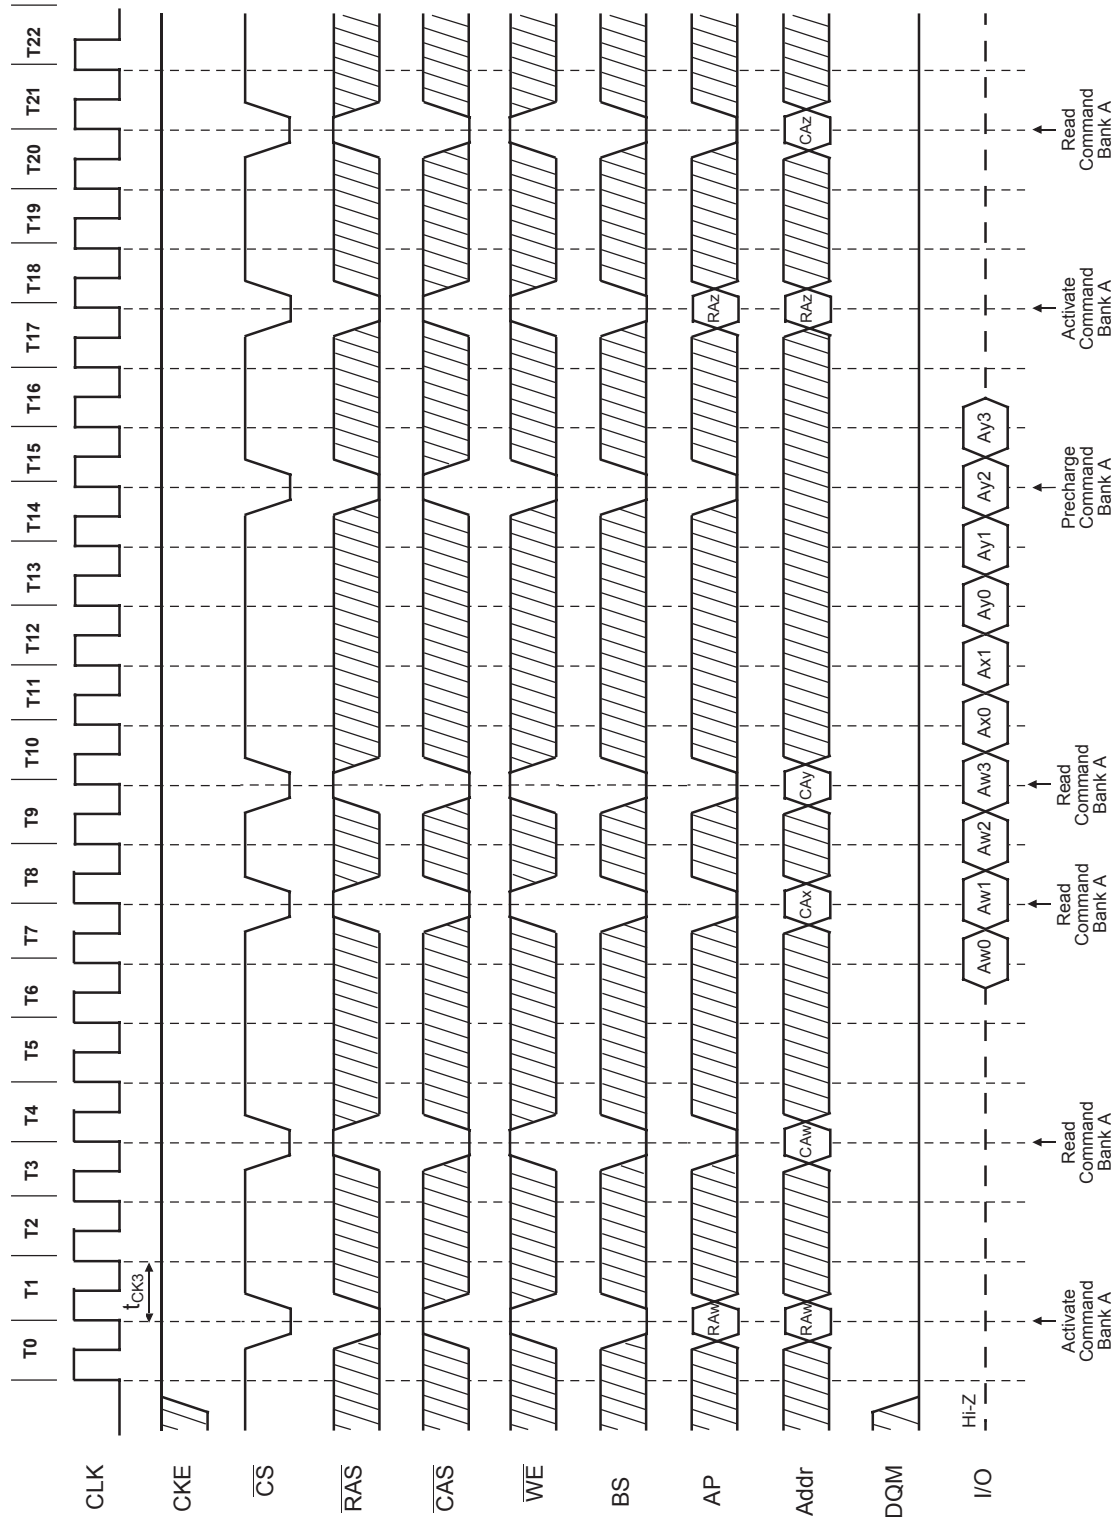 T0 T1 T2 T3 T4 T5 T6 T7 T8 T9 T10 T11 T12 T13 T14 T15 T16 T17 T18 T19 T20 T21 T22
CLK
tCK3
CKE
CS
RAS
CAS
WE
BS
AP
RAw RAz
Addr
RAw CAw CAx CAy RAz CAz
DQM
I/O
Hi-Z
Aw0 Aw1 Aw2 Aw3 Ax0 Ax1 Ay0 Ay1 Ay2 Ay3
Activate
Command
Bank A
Read
Command
Bank A
Read
Command
Bank A
Read
Command
Bank A
Precharge
Command
Bank A
Activate
Command
Bank A
Read
Command
Bank A